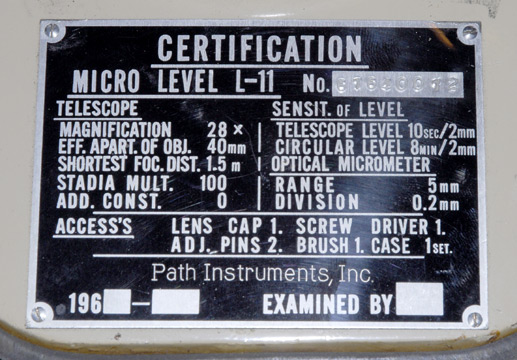 CERTIFICATION
MICRO LEVEL L-11 No.
TELESCOPE SENSIT. OF LEVEL
MAGNIFICATION 28× TELESCOPE LEVEL 10SEC/2mm
EFF. APART. OF OBJ. 40mm CIRCULAR LEVEL 8MIN/2mm
SHORTEST FOC. DIST. 1.5 m OPTICAL MICROMETER
STADIA MULT. 100 RANGE 5mm
ADD. CONST. 0 DIVISION 0.2mm
ACCESS'S LENS CAP 1. SCREW DRIVER 1.
ADJ. PINS 2. BRUSH 1. CASE 1SET.
Path Instruments, Inc.
196 — EXAMINED BY